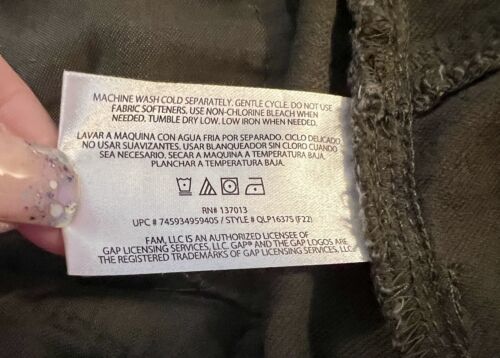 MACHINE WASH COLD SEPARATELY. GENTLE CYCLE. DO NOT USE
FABRIC SOFTENERS. USE NON-CHLORINE BLEACH WHEN
NEEDED. TUMBLE DRY LOW. LOW IRON WHEN NEEDED.
LAVAR A MAQUINA CON AGUA FRIA POR SEPARADO. CICLO DELICADO
NO USAR SUAVIZANTES. USAR BLANQUEADOR SIN CLORO CUANDO
SEA NECESARIO. SECAR A MAQUINA A TEMPERATURA BAJA.
PLANCHAR A TEMPERATURA BAJA.
RN# 137013
UPC # 745934959405 STYLE # QLP1637S (F22)
FAM, LLC IS AN AUTHORIZED LICENSEE OF
GAP LICENSING SERVICES, LLC. GAP® AND THE GAP LOGOS ARE
THE REGISTERED TRADEMARKS OF GAP LICENSING SERVICES, LLC